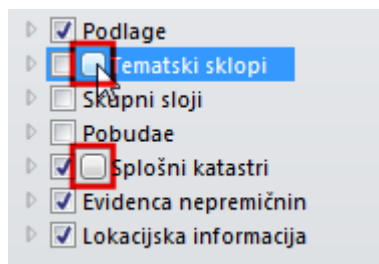 Podlage
Tematski sklopi
Skupni sloji
Pobudae
Splošni katastri
Evidenca nepremičnin
Lokacijska informacija